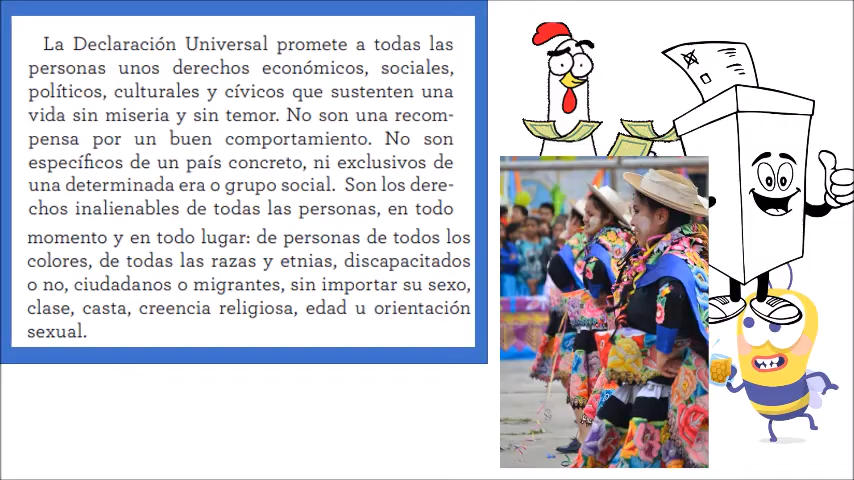 La Declaración Universal promete a todas las
personas unos derechos económicos, sociales,
políticos, culturales y cívicos que sustenten una
vida sin miseria y sin temor. No son una recom-
pensa por un buen comportamiento. No son
específicos de un país concreto, ni exclusivos de
una determinada era o grupo social. Son los dere-
chos inalienables de todas las personas, en todo
momento y en todo lugar: de personas de todos los
colores, de todas las razas y etnias, discapacitados
o no, ciudadanos o migrantes, sin importar su sexo,
clase, casta, creencia religiosa, edad u orientación
sexual.